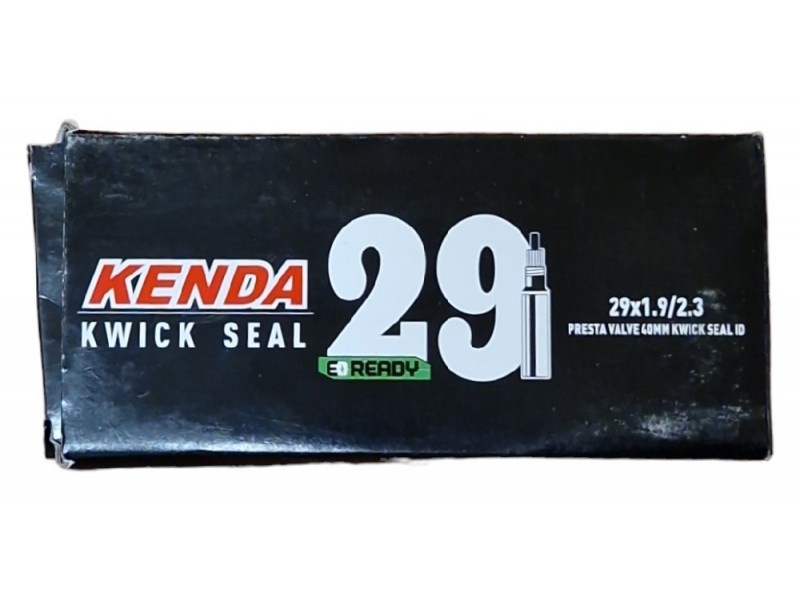 KENDA
KWICK SEAL
29
READY
29x1.9/2.3
PRESTA VALVE 40MM KWICK SEAL ID